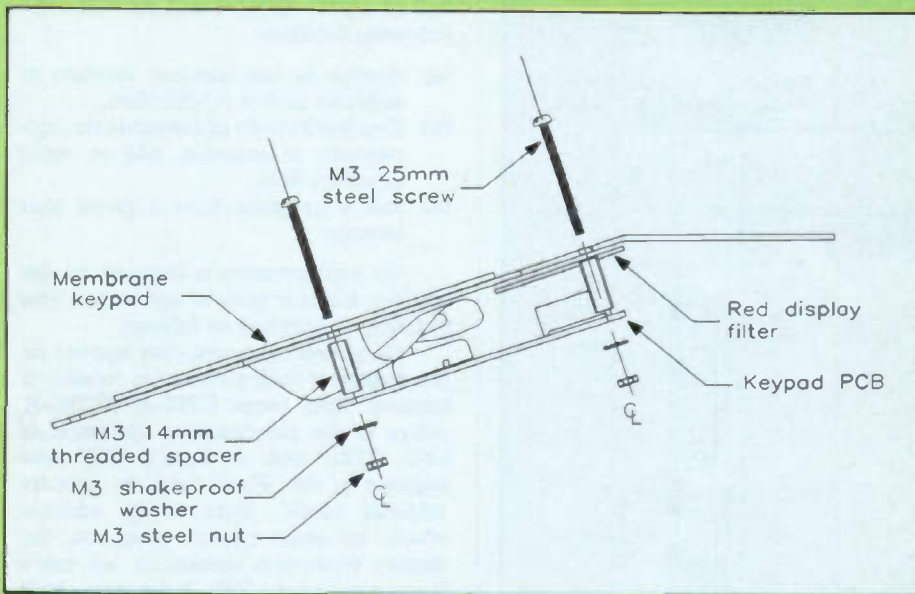 M3 25mm
steel screw
Membrane
keypad
Red display
filter
Keypad PCB
M3 14mm
threaded spacer
M3 shakeproof
washer
M3 steel nut
℄
℄